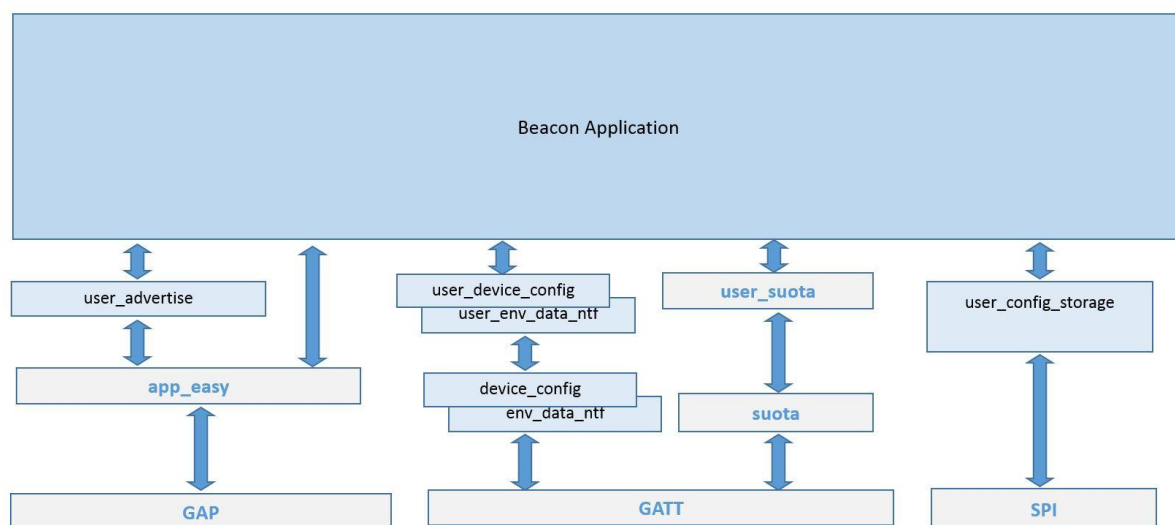 Beacon Application
user_advertise
user_device_config
user_env_data_ntf
user_suota
user_config_storage
app_easy
device_config
env_data_ntf
suota
GAP
GATT
SPI